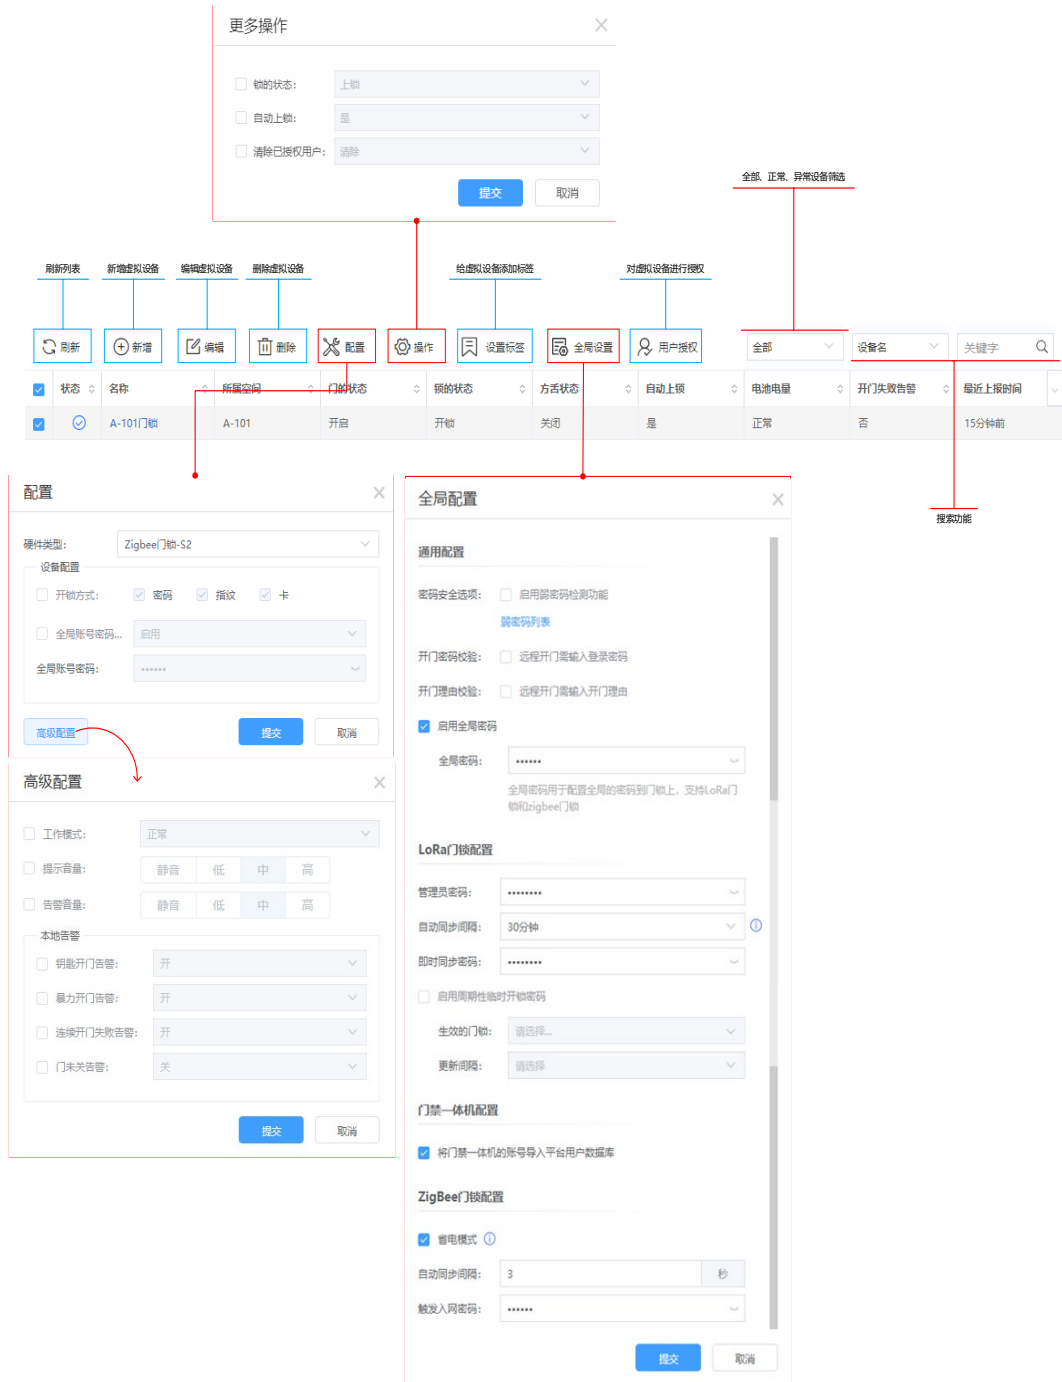 更多操作
锁的状态: 上锁
自动上锁: 是
清除已授权用户: 清除
提交 取消
全部、正常、异常设备筛选
刷新列表 新增虚拟设备 编辑虚拟设备 删除虚拟设备 给虚拟设备添加标签 对虚拟设备进行授权
刷新 新增 编辑 删除 配置 操作 设置标签 全局设置 用户授权 全部 设备名 关键字
状态 名称 所属空间 门的状态 锁的状态 方舌状态 自动上锁 电池电量 开门失败告警 最近上报时间
A-101门锁 A-101 开启 开锁 关闭 是 正常 否 15分钟前
搜索功能
配置
硬件类型: Zigbee门锁-S2
设备配置
开锁方式: 密码 指纹 卡
全局账号密码... 启用
全局账号密码: ••••••
高级配置 提交 取消
高级配置
工作模式: 正常
提示音量: 静音 低 中 高
告警音量: 静音 低 中 高
本地告警
钥匙开门告警: 开
暴力开门告警: 开
连续开门失败告警: 开
门未关告警: 关
提交 取消
全局配置
通用配置
密码安全选项: 启用弱密码检测功能
弱密码列表
开门密码校验: 远程开门需输入登录密码
开门理由校验: 远程开门需输入开门理由
启用全局密码
全局密码: ••••••
全局密码用于配置全局的密码到门锁上，支持LoRa门
锁和zigbee门锁
LoRa门锁配置
管理员密码: ••••••••
自动同步间隔: 30分钟
即时同步密码: ••••••••
启用周期性临时开锁密码
生效的门锁: 请选择...
更新间隔: 请选择
门禁一体机配置
将门禁一体机的账号导入平台用户数据库
ZigBee门锁配置
省电模式
自动同步间隔: 3 秒
触发入网密码: ••••••
提交 取消